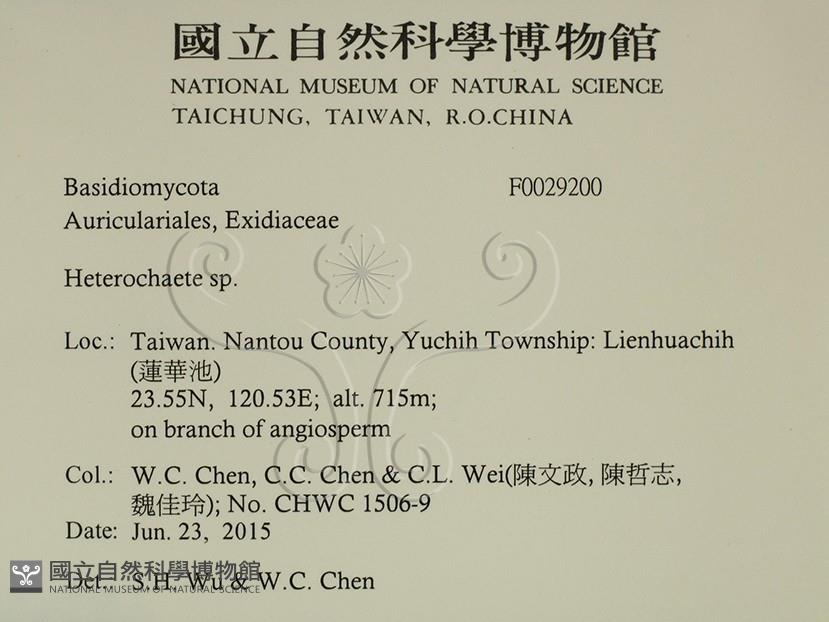 國立自然科學博物館
NATIONAL MUSEUM OF NATURAL SCIENCE
TAICHUNG, TAIWAN, R.O.CHINA
Basidiomycota F0029200
Auriculariales, Exidiaceae
Heterochaete sp.
Loc.: Taiwan. Nantou County, Yuchih Township: Lienhuachih
(蓮華池)
23.55N, 120.53E; alt. 715m;
on branch of angiosperm
Col.: W.C. Chen, C.C. Chen & C.L. Wei(陳文政, 陳哲志,
魏佳玲); No. CHWC 1506-9
Date: Jun. 23, 2015
Det.: S.H. Wu & W.C. Chen
國立自然科學博物館
NATIONAL MUSEUM OF NATURAL SCIENCE